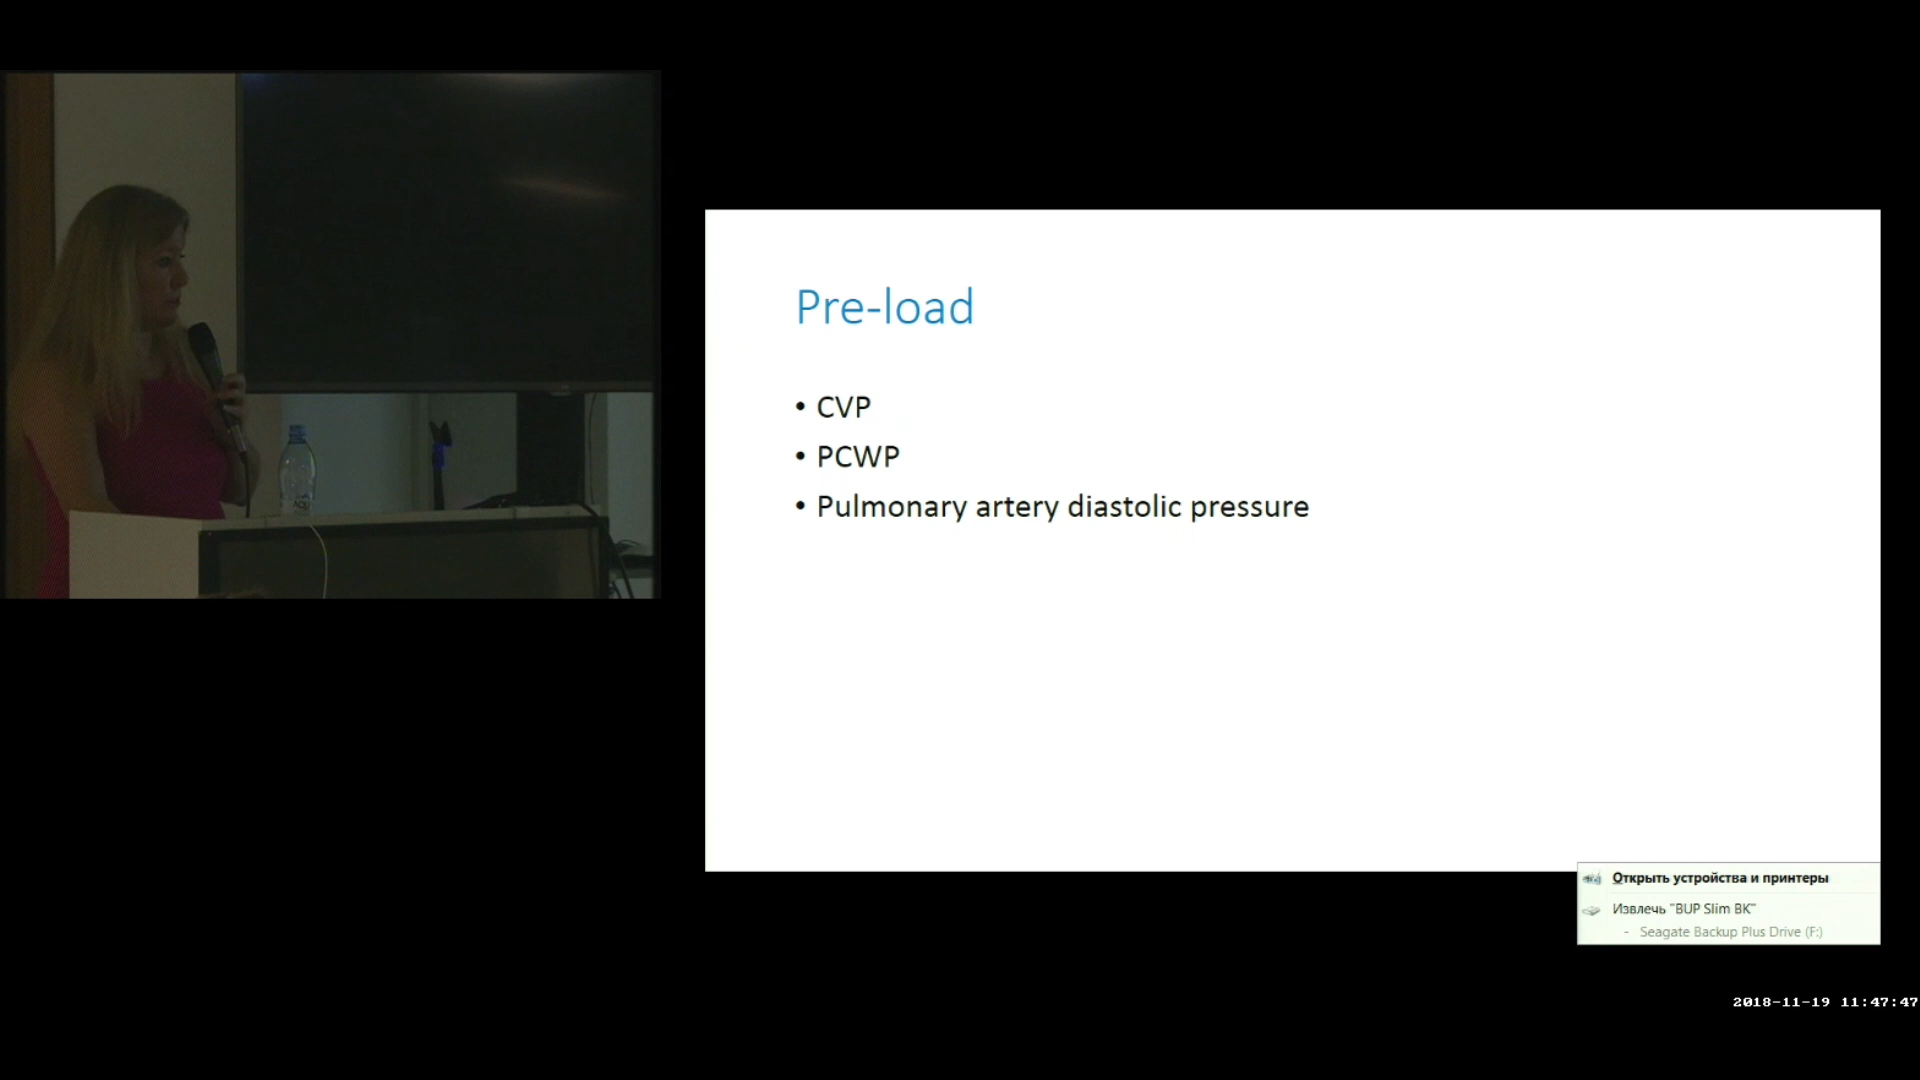 Pre-load
• CVP
• PCWP
• Pulmonary artery diastolic pressure
Открыть устройства и принтеры
Извлечь "BUP Slim BK"
- Seagate Backup Plus Drive (F:)
2018-11-19 11:47:47